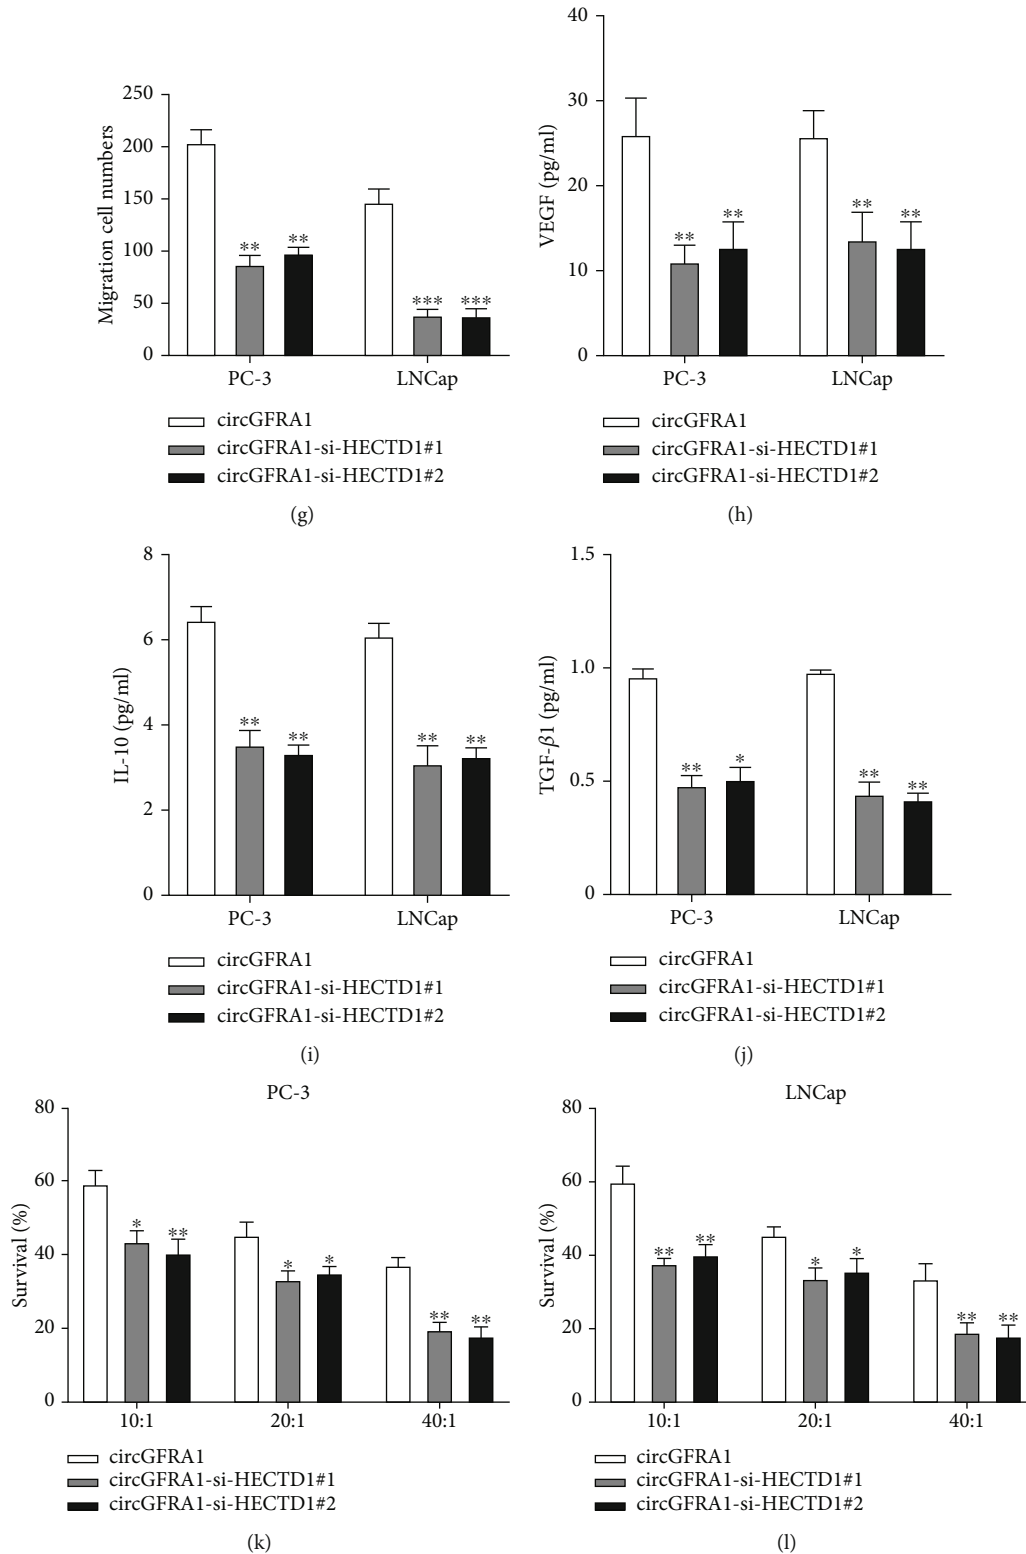 250
200
150
100
50
0
Migration cell numbers
** **
*** ***
PC-3 LNCap
circGFRA1
circGFRA1-si-HECTD1#1
circGFRA1-si-HECTD1#2
(g)
40
30
20
10
0
VEGF (pg/ml)
** **
** **
PC-3 LNCap
circGFRA1
circGFRA1-si-HECTD1#1
circGFRA1-si-HECTD1#2
(h)
8
6
4
2
0
IL-10 (pg/ml)
** **
** **
PC-3 LNCap
circGFRA1
circGFRA1-si-HECTD1#1
circGFRA1-si-HECTD1#2
(i)
1.5
1.0
0.5
0
TGF-β1 (pg/ml)
** *
** **
PC-3 LNCap
circGFRA1
circGFRA1-si-HECTD1#1
circGFRA1-si-HECTD1#2
(j)
PC-3
80
60
40
20
0
Survival (%)
* **
* *
** **
10:1 20:1 40:1
circGFRA1
circGFRA1-si-HECTD1#1
circGFRA1-si-HECTD1#2
(k)
LNCap
80
60
40
20
0
Survival (%)
** **
* *
** **
10:1 20:1 40:1
circGFRA1
circGFRA1-si-HECTD1#1
circGFRA1-si-HECTD1#2
(l)